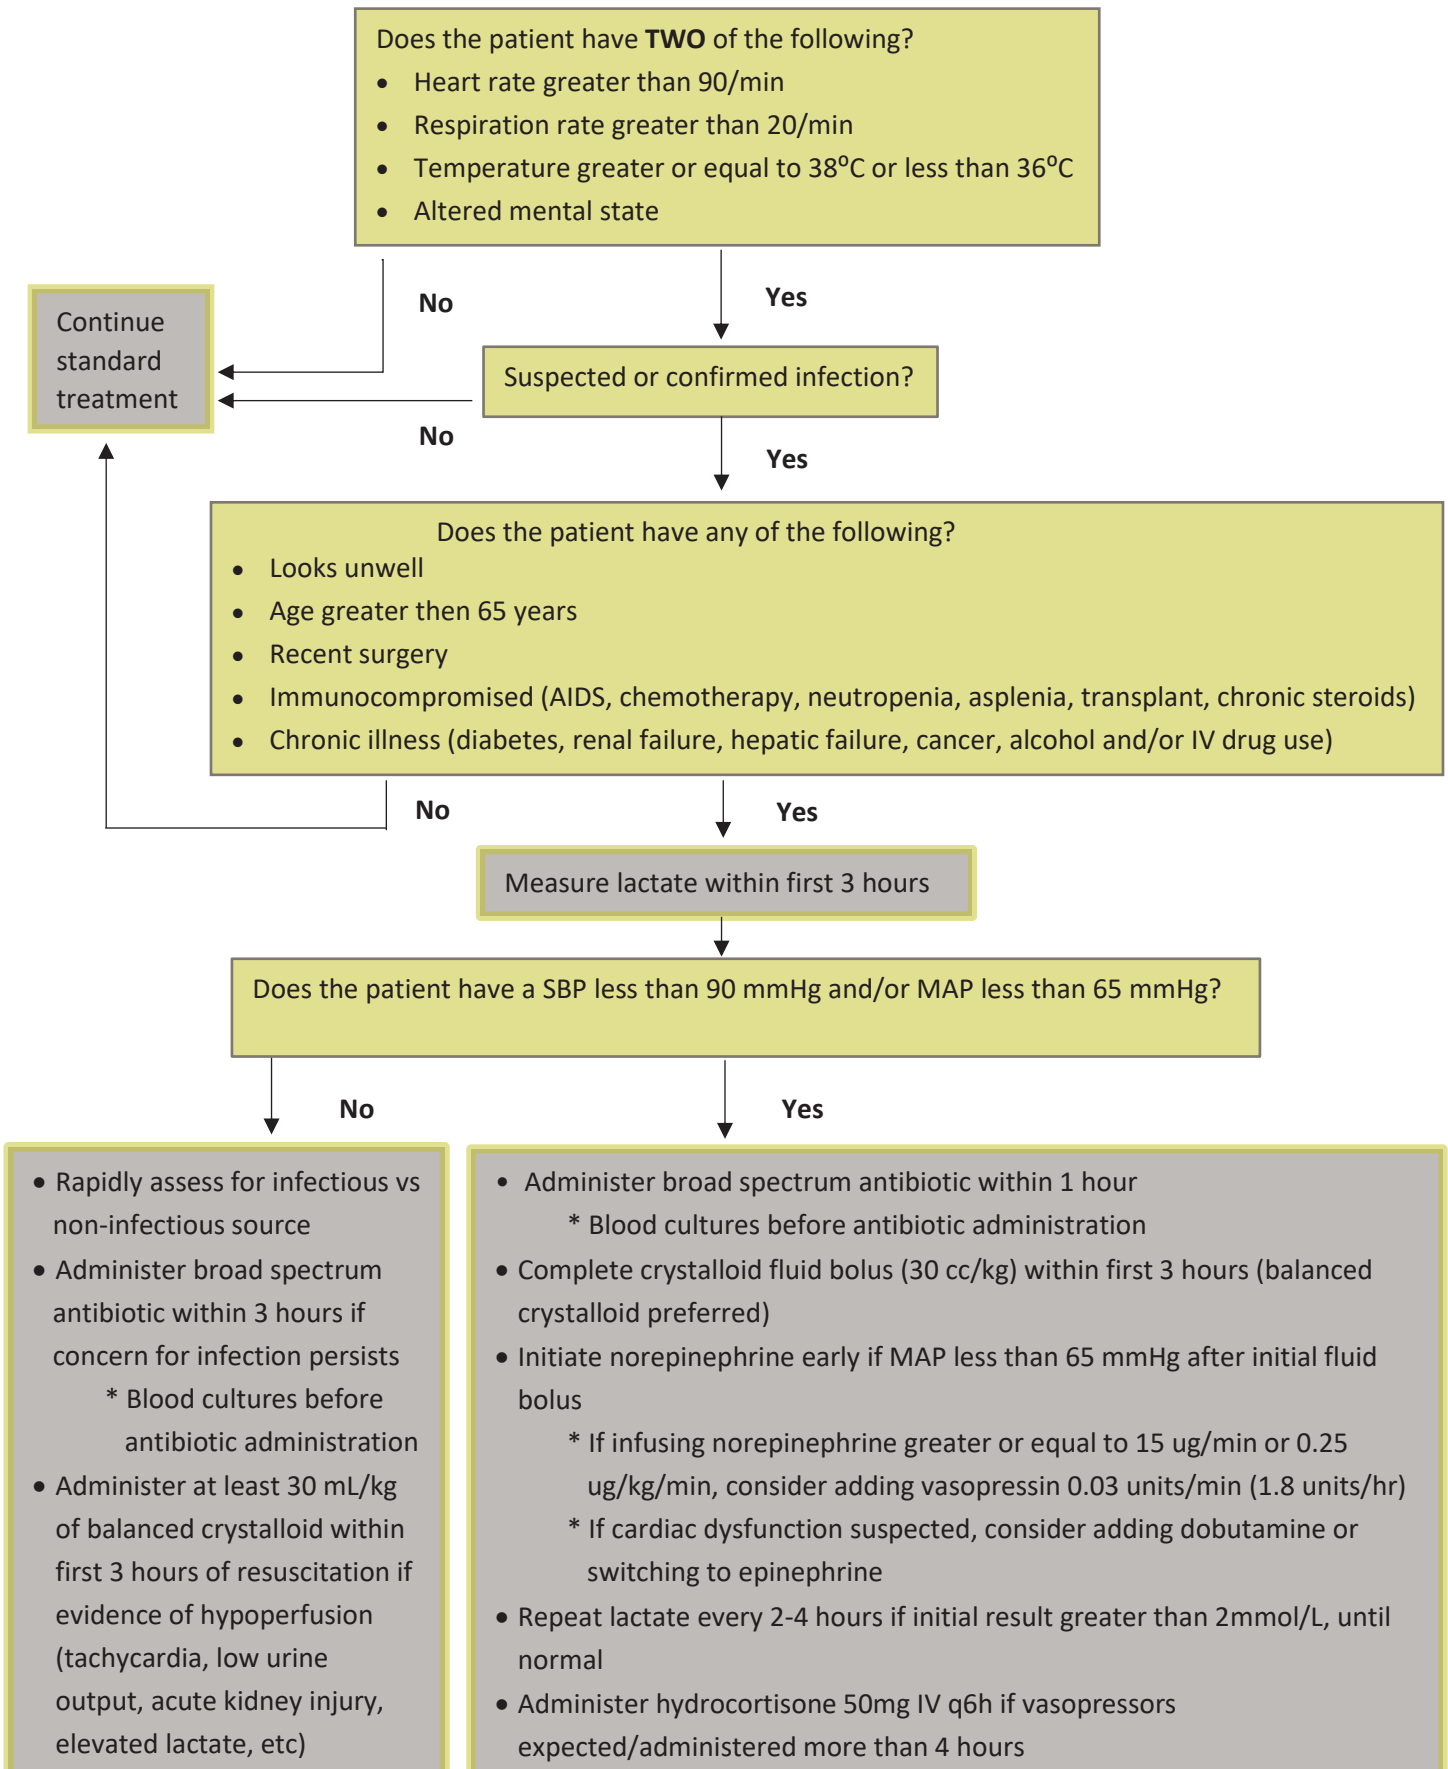 Does the patient have TWO of the following?
• Heart rate greater than 90/min
• Respiration rate greater than 20/min
• Temperature greater or equal to 38⁰C or less than 36⁰C
• Altered mental state
No
Yes
Continue
standard
treatment
Suspected or confirmed infection?
No
Yes
Does the patient have any of the following?
• Looks unwell
• Age greater then 65 years
• Recent surgery
• Immunocompromised (AIDS, chemotherapy, neutropenia, asplenia, transplant, chronic steroids)
• Chronic illness (diabetes, renal failure, hepatic failure, cancer, alcohol and/or IV drug use)
No
Yes
Measure lactate within first 3 hours
Does the patient have a SBP less than 90 mmHg and/or MAP less than 65 mmHg?
No
Yes
• Rapidly assess for infectious vs
non-infectious source
• Administer broad spectrum
antibiotic within 3 hours if
concern for infection persists
* Blood cultures before
antibiotic administration
• Administer at least 30 mL/kg
of balanced crystalloid within
first 3 hours of resuscitation if
evidence of hypoperfusion
(tachycardia, low urine
output, acute kidney injury,
elevated lactate, etc)
• Administer broad spectrum antibiotic within 1 hour
* Blood cultures before antibiotic administration
• Complete crystalloid fluid bolus (30 cc/kg) within first 3 hours (balanced
crystalloid preferred)
• Initiate norepinephrine early if MAP less than 65 mmHg after initial fluid
bolus
* If infusing norepinephrine greater or equal to 15 ug/min or 0.25
ug/kg/min, consider adding vasopressin 0.03 units/min (1.8 units/hr)
* If cardiac dysfunction suspected, consider adding dobutamine or
switching to epinephrine
• Repeat lactate every 2-4 hours if initial result greater than 2mmol/L, until
normal
• Administer hydrocortisone 50mg IV q6h if vasopressors
expected/administered more than 4 hours